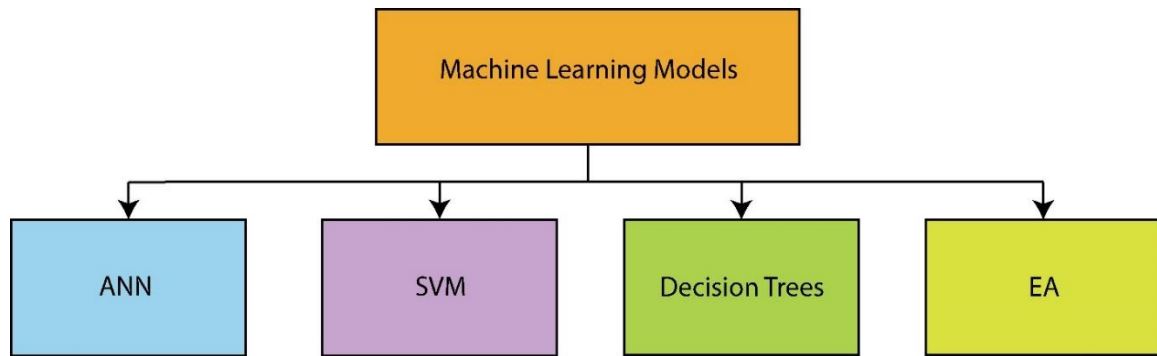 Machine Learning Models
ANN
SVM
Decision Trees
EA